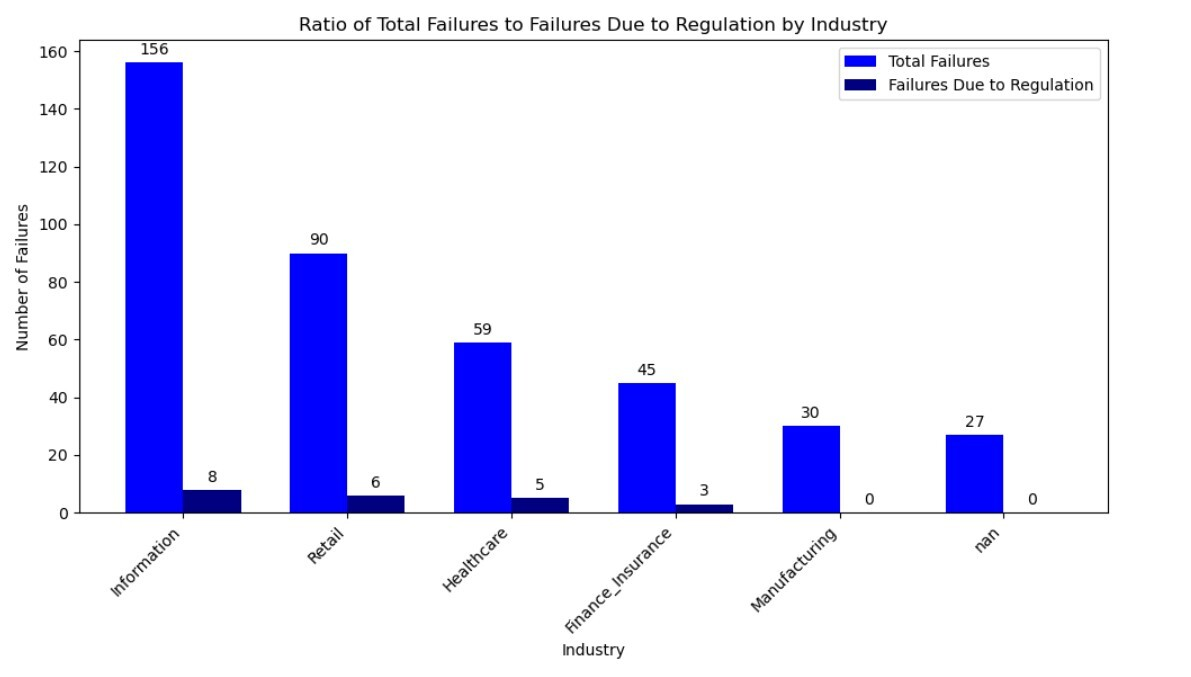 Ratio of Total Failures to Failures Due to Regulation by Industry
Total Failures
Failures Due to Regulation
Number of Failures
160
140
120
100
80
60
40
20
0
156
8
90
6
59
5
45
3
30
0
27
0
Information
Retail
Healthcare
Finance_Insurance
Manufacturing
nan
Industry